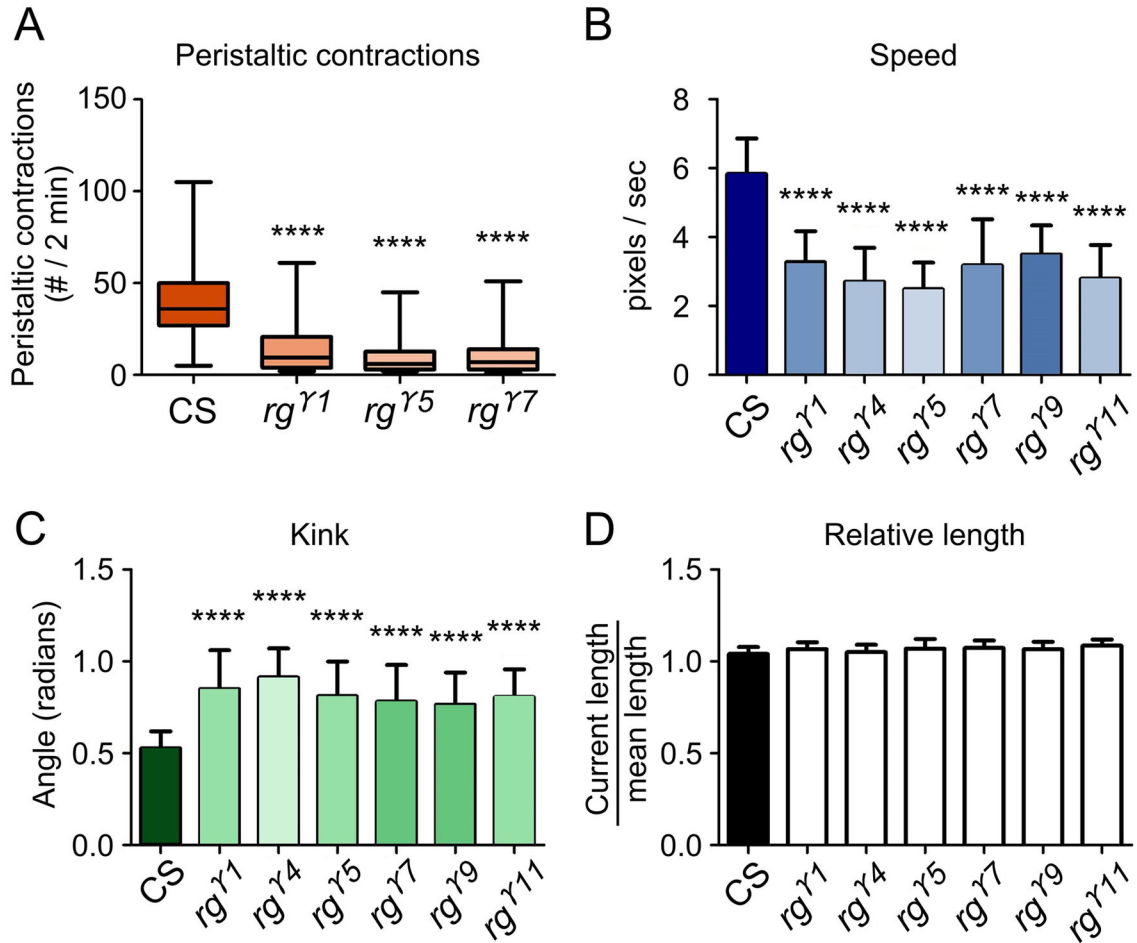 A
Peristaltic contractions
Peristaltic contractions
(# / 2 min)
150
100
50
0
****
****
****
CS
rgγ1
rgγ5
rgγ7
B
Speed
pixels / sec
8
6
4
2
0
****
****
****
****
****
****
CS
rgγ1
rgγ4
rgγ5
rgγ7
rgγ9
rgγ11
C
Kink
Angle (radians)
1.5
1.0
0.5
0.0
****
****
****
****
****
****
CS
rgγ1
rgγ4
rgγ5
rgγ7
rgγ9
rgγ11
D
Relative length
Current length
mean length
1.5
1.0
0.5
0.0
CS
rgγ1
rgγ4
rgγ5
rgγ7
rgγ9
rgγ11